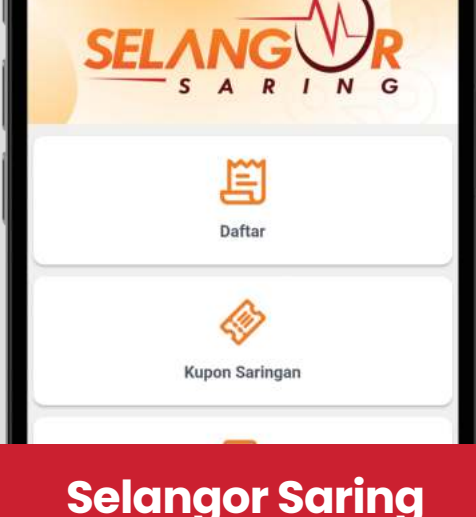 SELANGOR
SARING
Daftar
Kupon Saringan
Selangor Saring